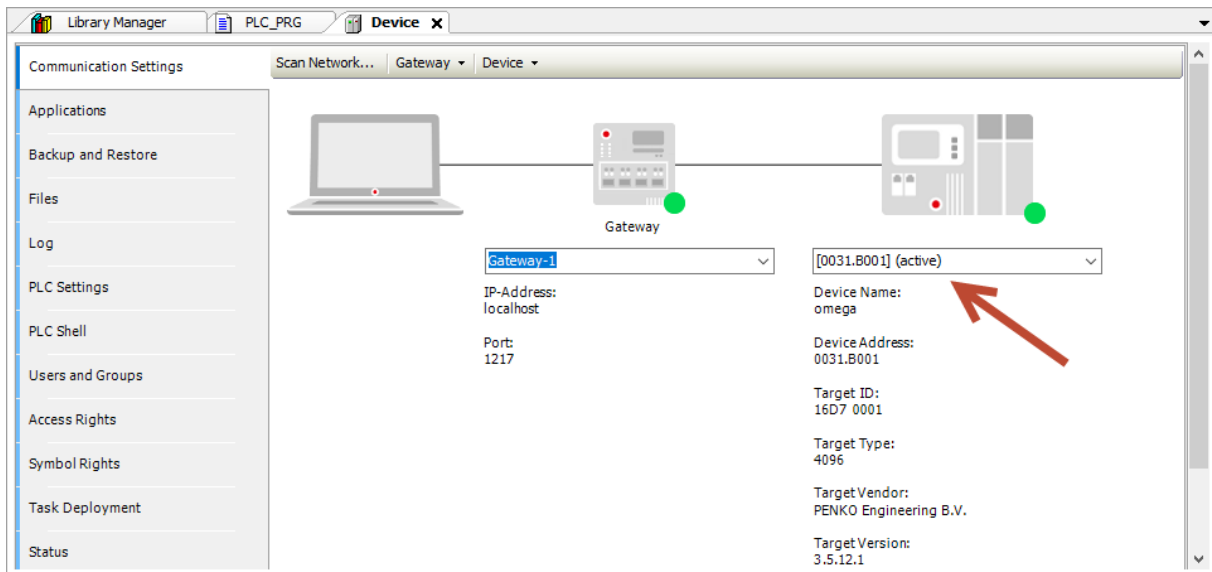 Library Manager
PLC_PRG
Device
Communication Settings
Applications
Backup and Restore
Files
Log
PLC Settings
PLC Shell
Users and Groups
Access Rights
Symbol Rights
Task Deployment
Status
Scan Network...
Gateway
Device
Gateway
Gateway-1
IP-Address:
localhost
Port:
1217
[0031.B001] (active)
Device Name:
omega
Device Address:
0031.B001
Target ID:
16D7 0001
Target Type:
4096
Target Vendor:
PENKO Engineering B.V.
Target Version:
3.5.12.1